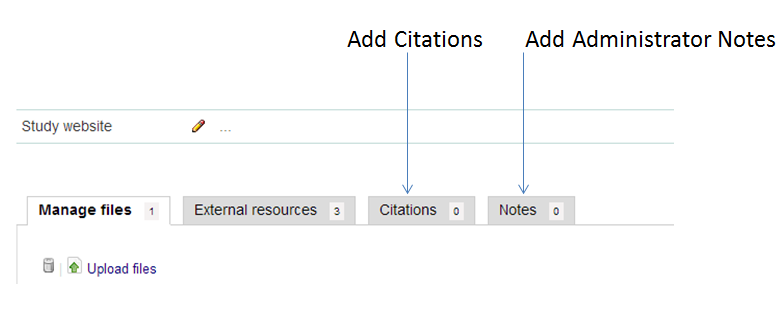 Add Citations Add Administrator Notes
Study website ...
Manage files 1 External resources 3 Citations 0 Notes 0
Upload files